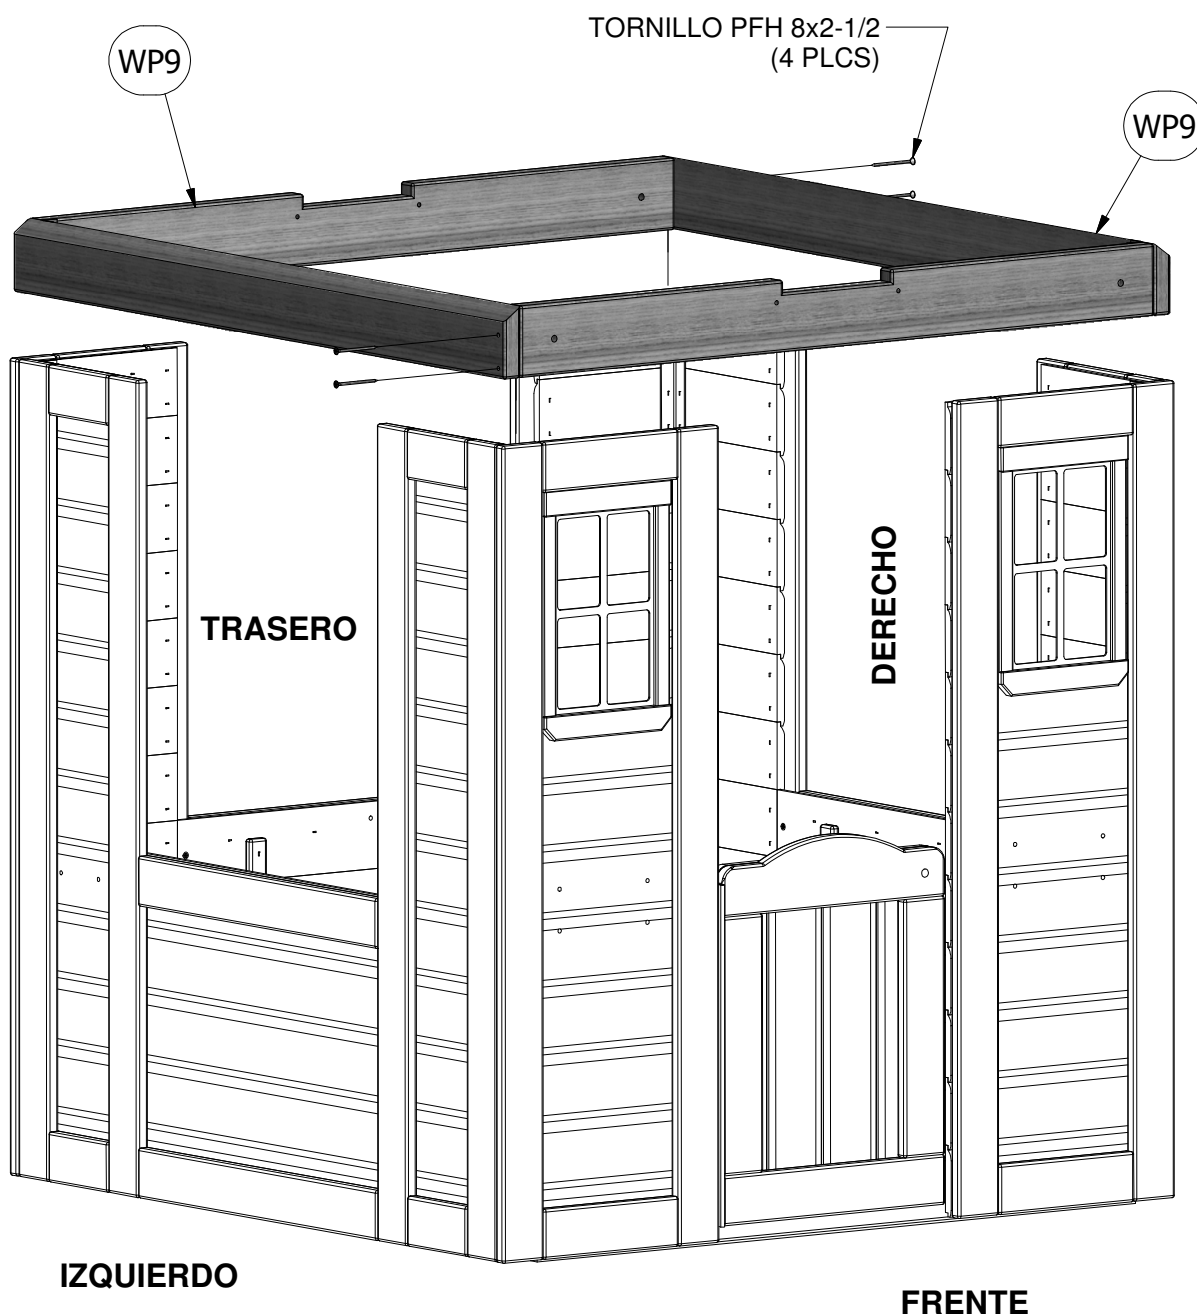 TORNILLO PFH 8x2-1/2
(4 PLCS)
WP9
WP9
TRASERO
DERECHO
IZQUIERDO
FRENTE